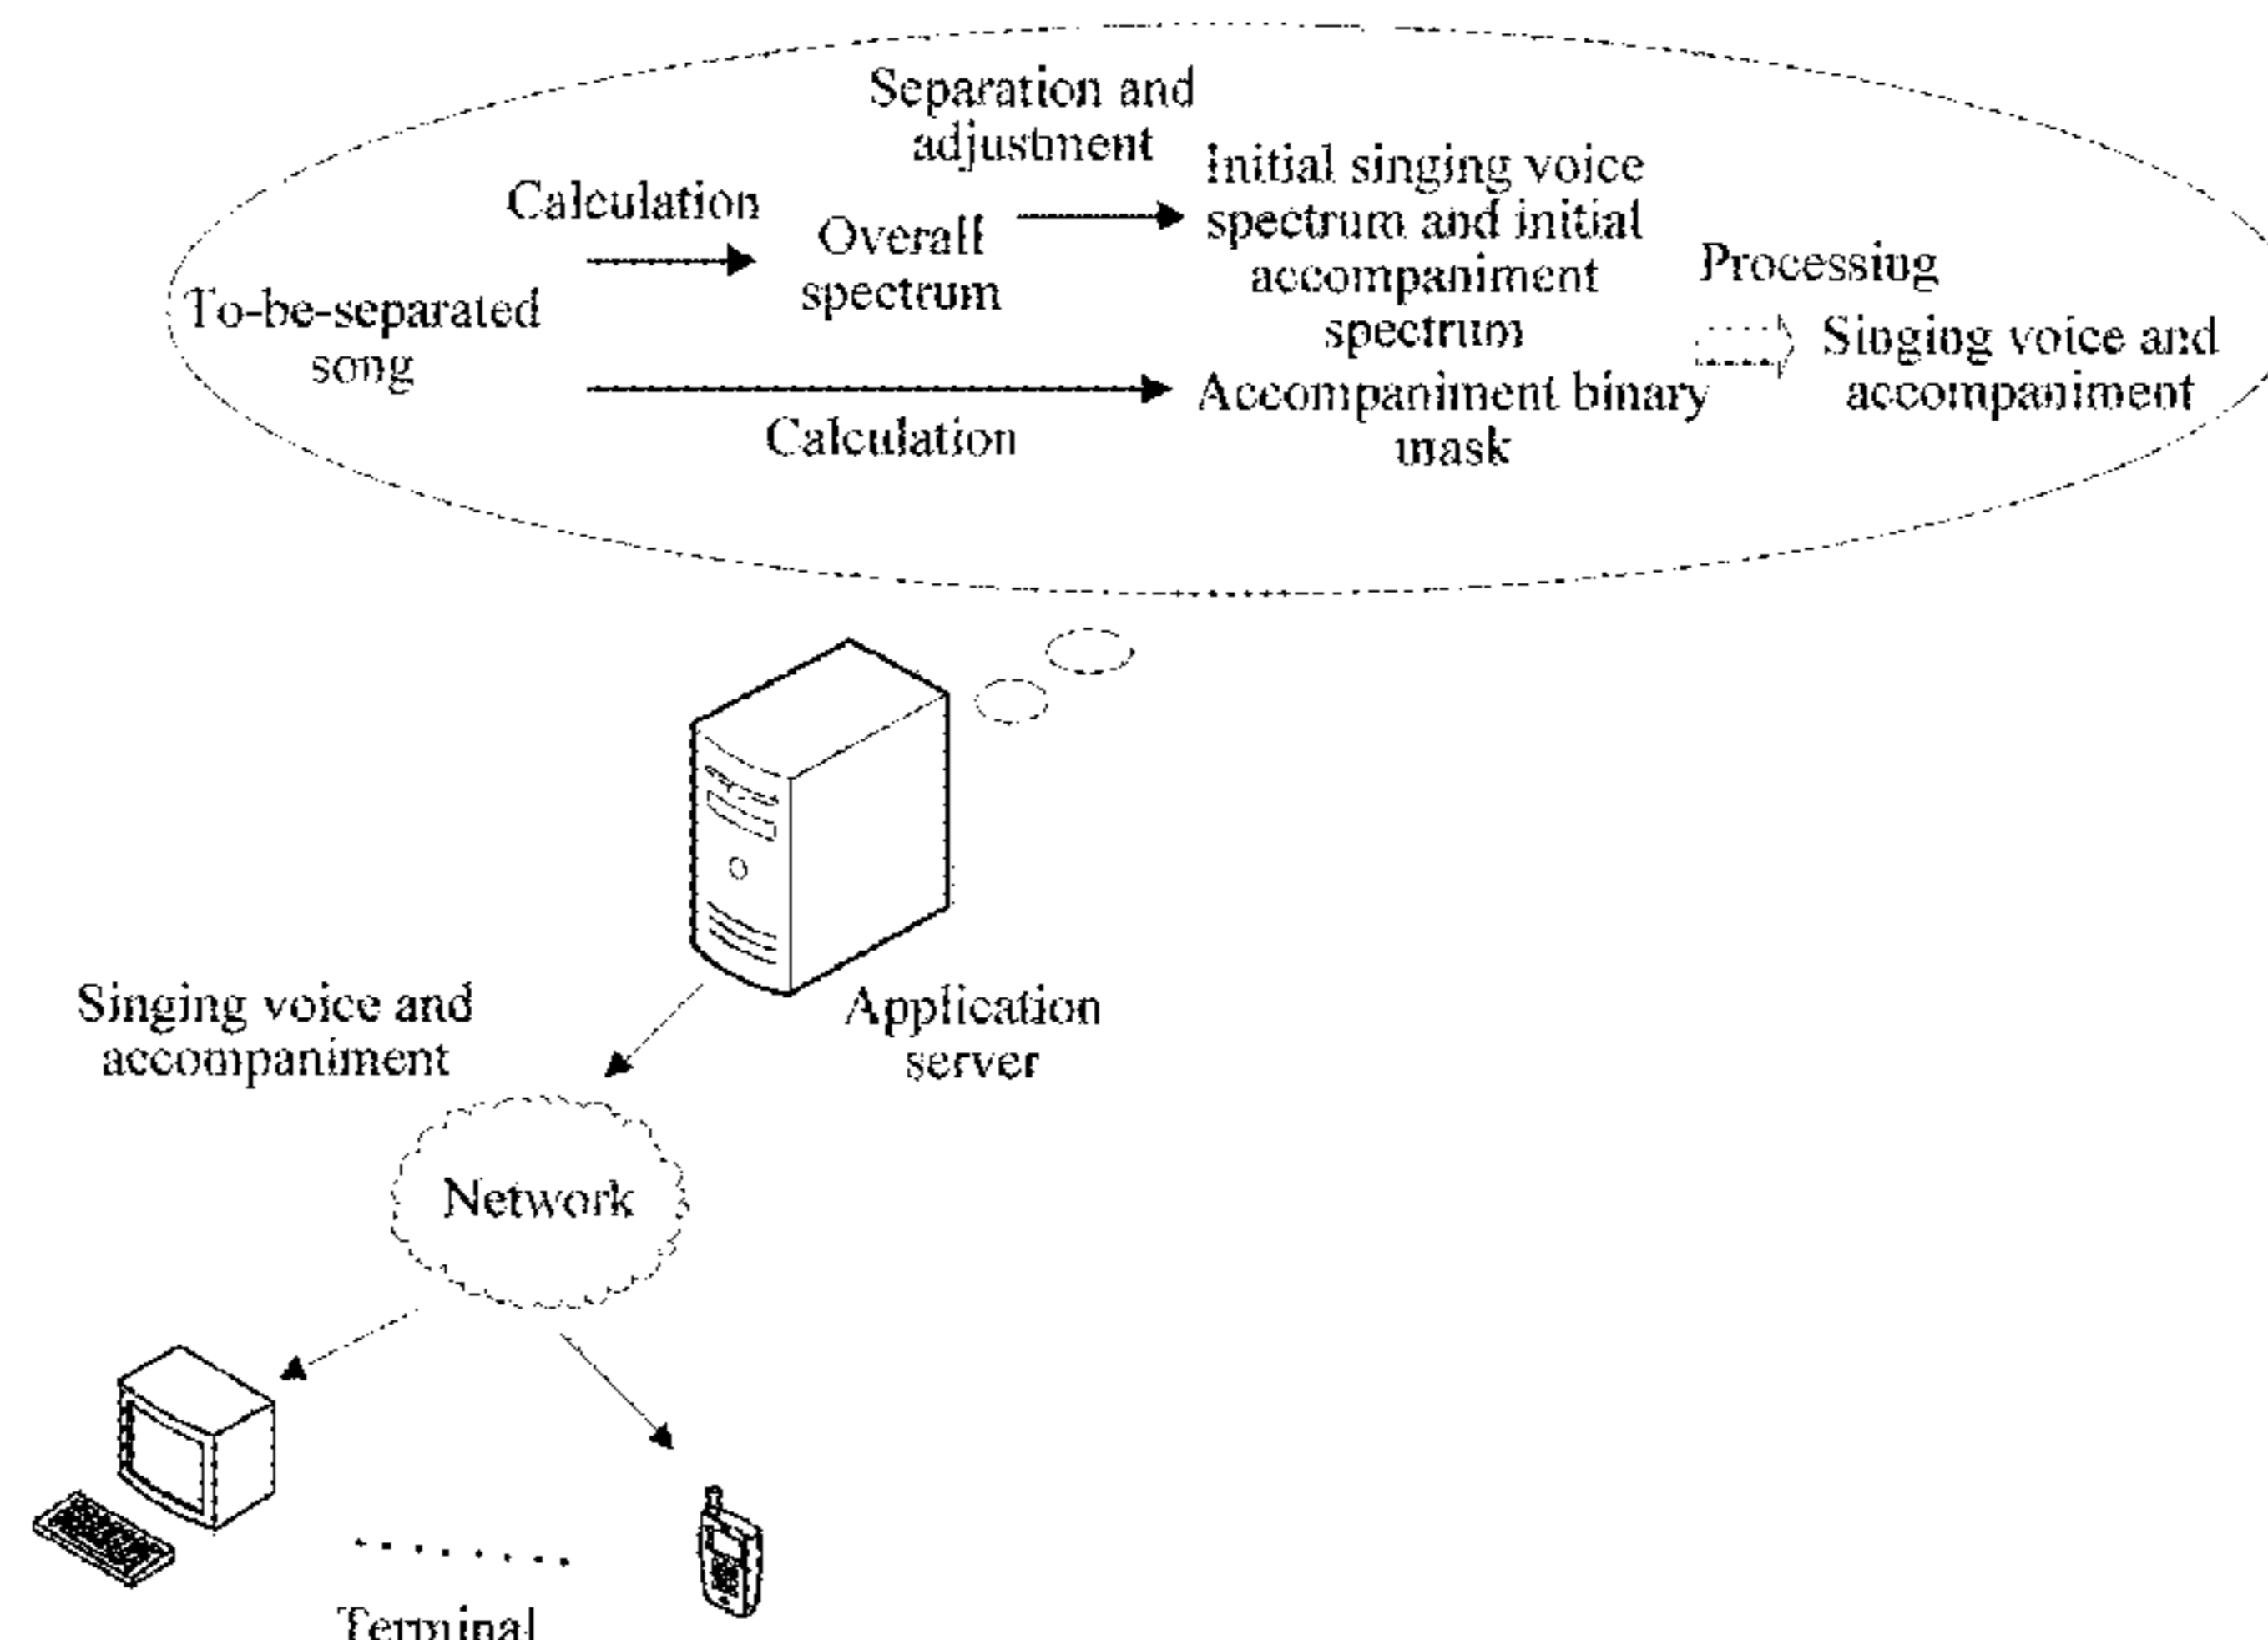 Separation and
adjustment
Calculation
Overall
spectrum
Initial singing voice
spectrum and initial
accompaniment
spectrum
To-be-separated
song
Calculation
Accompaniment binary
mask
Processing
Singing voice and
accompaniment
Singing voice and
accompaniment
Application
server
Network
Terminal